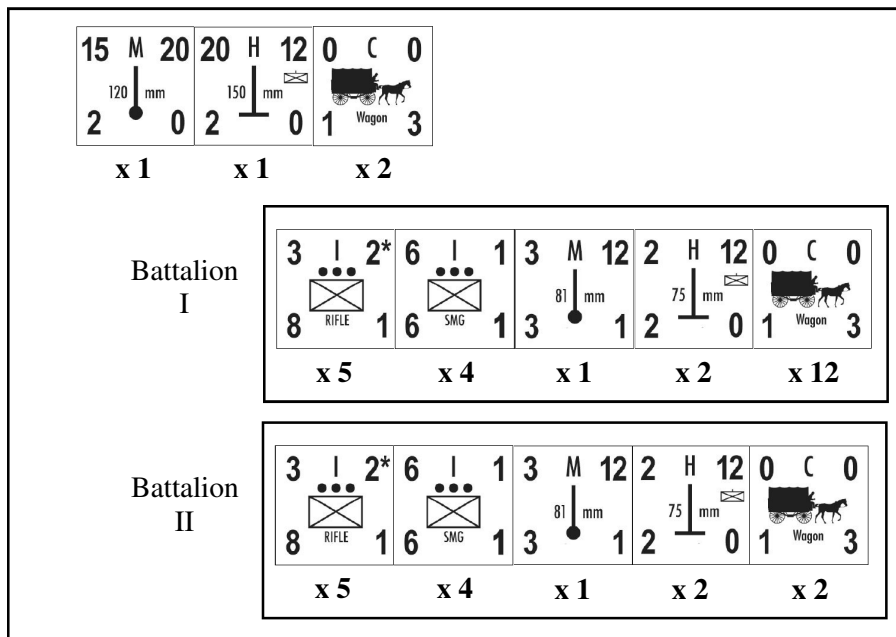 15 M 20 20 H 12 0 C 0
120 mm 150 mm
2 0 2 0 1 Wagon 3
x 1 x 1 x 2
Battalion
I
3 I 2* 6 I 1 3 M 12 2 H 12 0 C 0
81 mm 75 mm
8 RIFLE 1 6 SMG 1 3 1 2 0 1 Wagon 3
x 5 x 4 x 1 x 2 x 12
Battalion
II
3 I 2* 6 I 1 3 M 12 2 H 12 0 C 0
81 mm 75 mm
8 RIFLE 1 6 SMG 1 3 1 2 0 1 Wagon 3
x 5 x 4 x 1 x 2 x 2